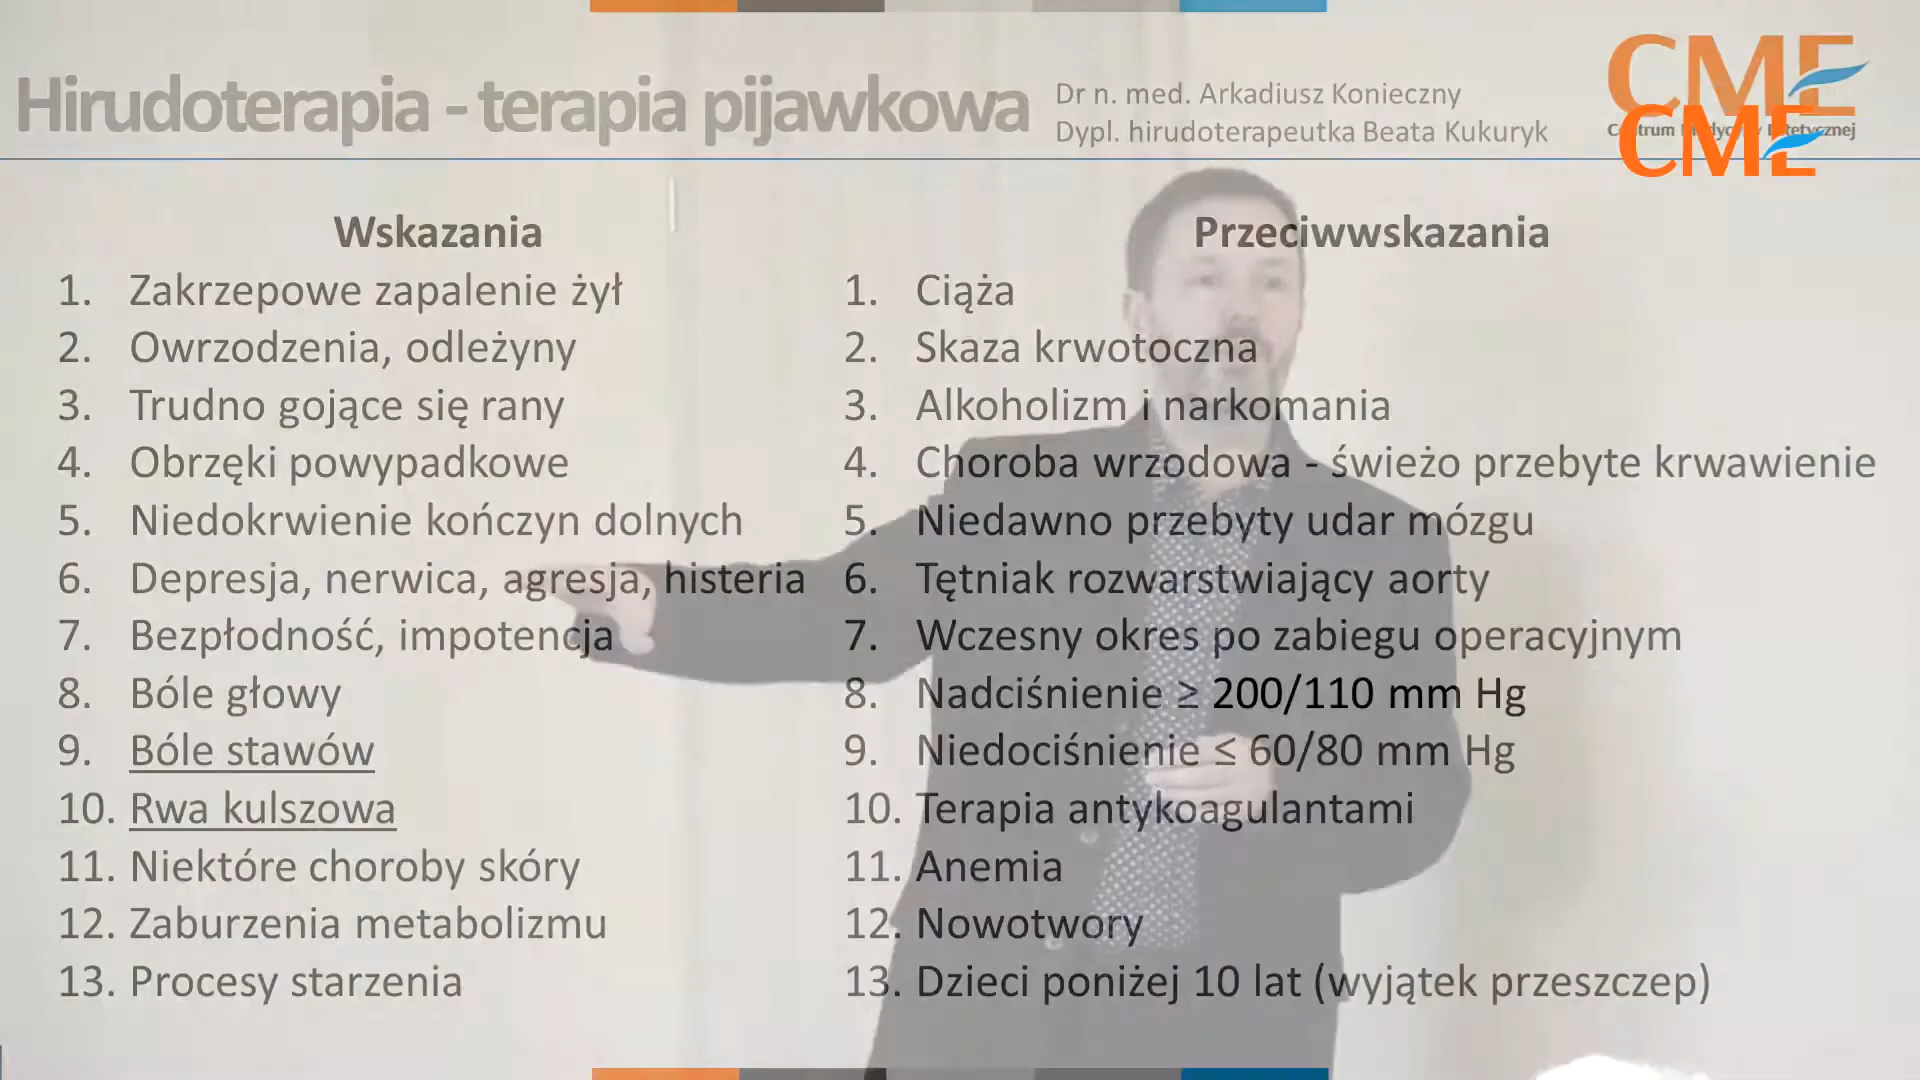 Hirudoterapia - terapia pijawkowa
Dr n. med. Arkadiusz Konieczny
Dypl. hirudoterapeutka Beata Kukuryk
CME
CME
Wskazania
1. Zakrzepowe zapalenie żył
2. Owrzodzenia, odleżyny
3. Trudno gojące się rany
4. Obrzęki powypadkowe
5. Niedokrwienie kończyn dolnych
6. Depresja, nerwica, agresja, histeria
7. Bezpłodność, impotencja
8. Bóle głowy
9. Bóle stawów
10. Rwa kulszowa
11. Niektóre choroby skóry
12. Zaburzenia metabolizmu
13. Procesy starzenia
Przeciwwskazania
1. Ciąża
2. Skaza krwotoczna
3. Alkoholizm i narkomania
4. Choroba wrzodowa - świeżo przebyte krwawienie
5. Niedawno przebyty udar mózgu
6. Tętniak rozwarstwiający aorty
7. Wczesny okres po zabiegu operacyjnym
8. Nadciśnienie ≥ 200/110 mm Hg
9. Niedociśnienie ≤ 60/80 mm Hg
10. Terapia antykoagulantami
11. Anemia
12. Nowotwory
13. Dzieci poniżej 10 lat (wyjątek przeszczep)